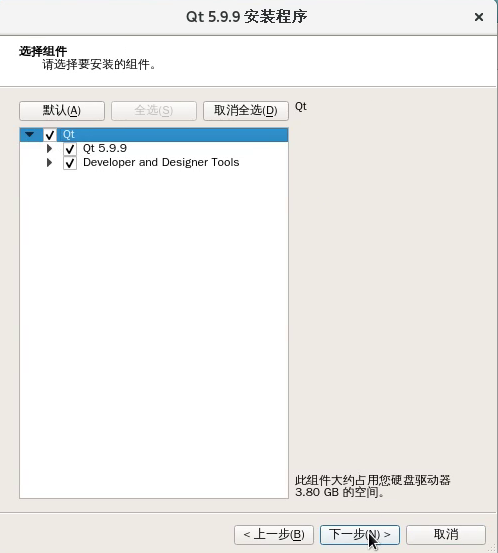 Qt 5.9.9 安装程序
选择组件
请选择要安装的组件。
默认(A) 全选(S) 取消全选(D) Qt
Qt
Qt 5.9.9
Developer and Designer Tools
此组件大约占用您硬盘驱动器
3.80 GB 的空间。
< 上一步(B) 下一步(N) > 取消